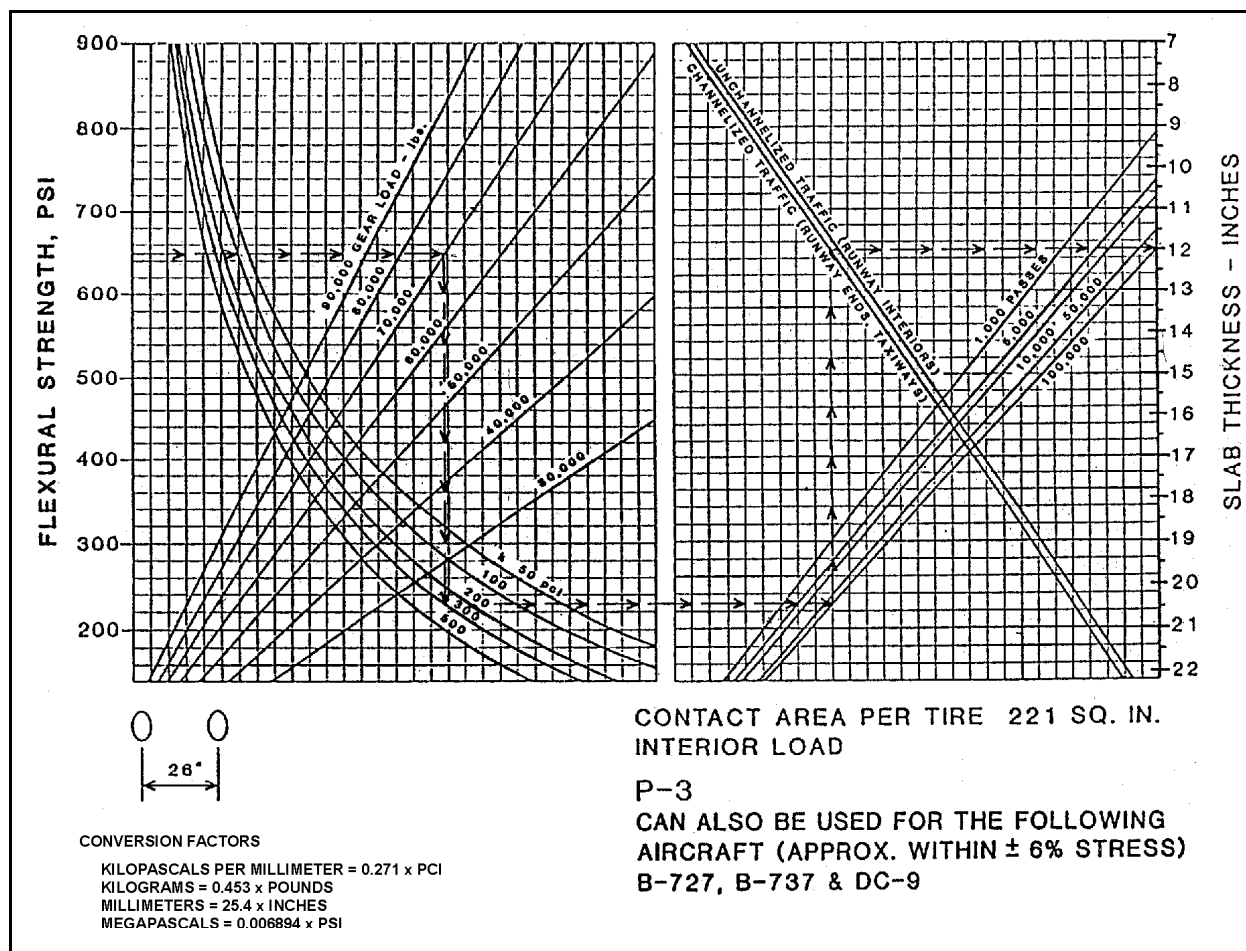 FLEXURAL STRENGTH, PSI
900
800
700
600
500
400
300
200
90,000 GEAR LOAD - lbs.
80,000
70,000
60,000
50,000
40,000
30,000
k 50 pci
100
200
300
500
UNCHANNELIZED TRAFFIC (RUNWAY INTERIORS)
CHANNELIZED TRAFFIC (RUNWAY ENDS, TAXIWAYS)
1,000 PASSES
5,000
10,000
50,000
100,000
7
8
9
10
11
12
13
14
15
16
17
18
19
20
21
22
SLAB THICKNESS - INCHES
26"
CONTACT AREA PER TIRE 221 SQ. IN.
INTERIOR LOAD
P-3
CAN ALSO BE USED FOR THE FOLLOWING
AIRCRAFT (APPROX. WITHIN ± 6% STRESS)
B-727, B-737 & DC-9
CONVERSION FACTORS
KILOPASCALS PER MILLIMETER = 0.271 x PCI
KILOGRAMS = 0.453 x POUNDS
MILLIMETERS = 25.4 x INCHES
MEGAPASCALS = 0.006894 x PSI